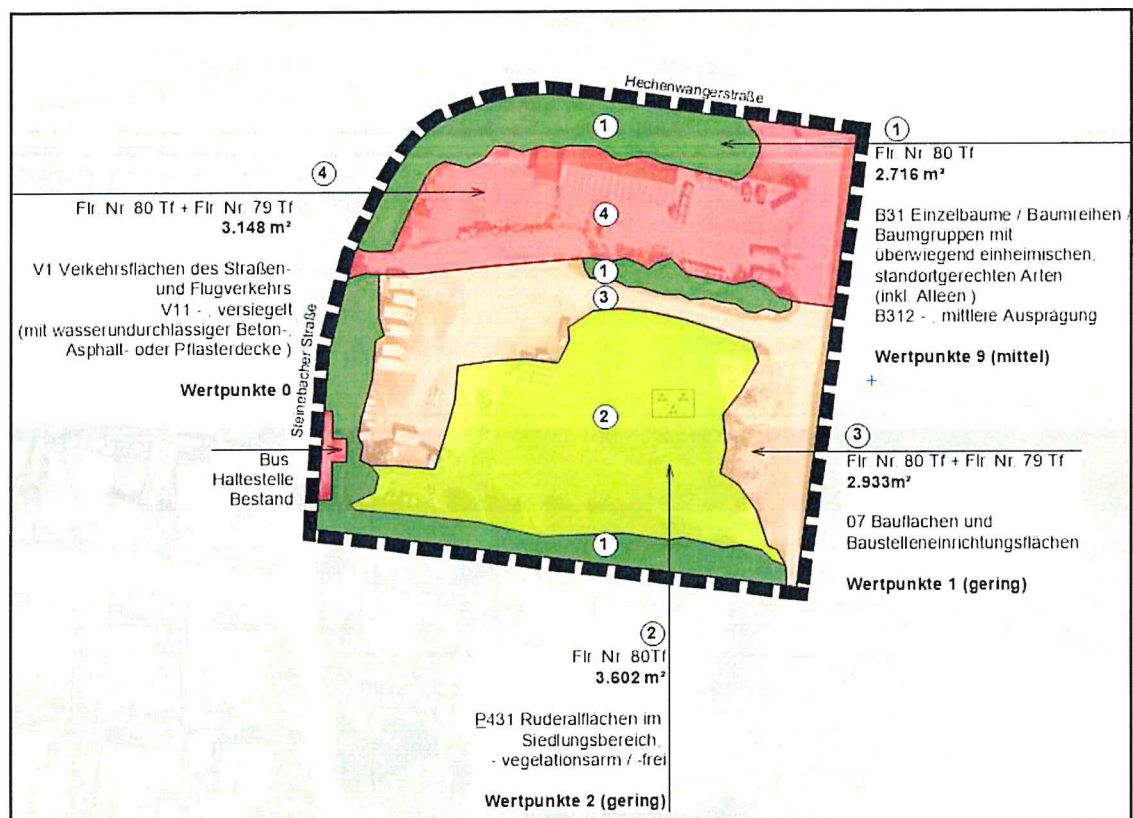 Hechenwangerstraße
1
1
Flr. Nr. 80 Tf
2.716 m²
B31 Einzelbäume / Baumreihen /
Baumgruppen mit
überwiegend einheimischen,
standortgerechten Arten
(inkl. Alleen )
B312 - , mittlere Ausprägung
Wertpunkte 9 (mittel)
4
Flr. Nr. 80 Tf + Flr. Nr. 79 Tf
3.148 m²
V1 Verkehrsflächen des Straßen-
und Flugverkehrs
V11 - , versiegelt
(mit wasserundurchlässiger Beton-,
Asphalt- oder Pflasterdecke )
Wertpunkte 0
4
1
3
Steinebacher Straße
2
Bus
Haltestelle
Bestand
3
Flr. Nr. 80 Tf + Flr. Nr. 79 Tf
2.933m²
07 Bauflächen und
Baustelleneinrichtungsflächen
Wertpunkte 1 (gering)
1
2
Flr. Nr. 80Tf
3.602 m²
P431 Ruderalflächen im
Siedlungsbereich,
- vegetationsarm / -frei
Wertpunkte 2 (gering)